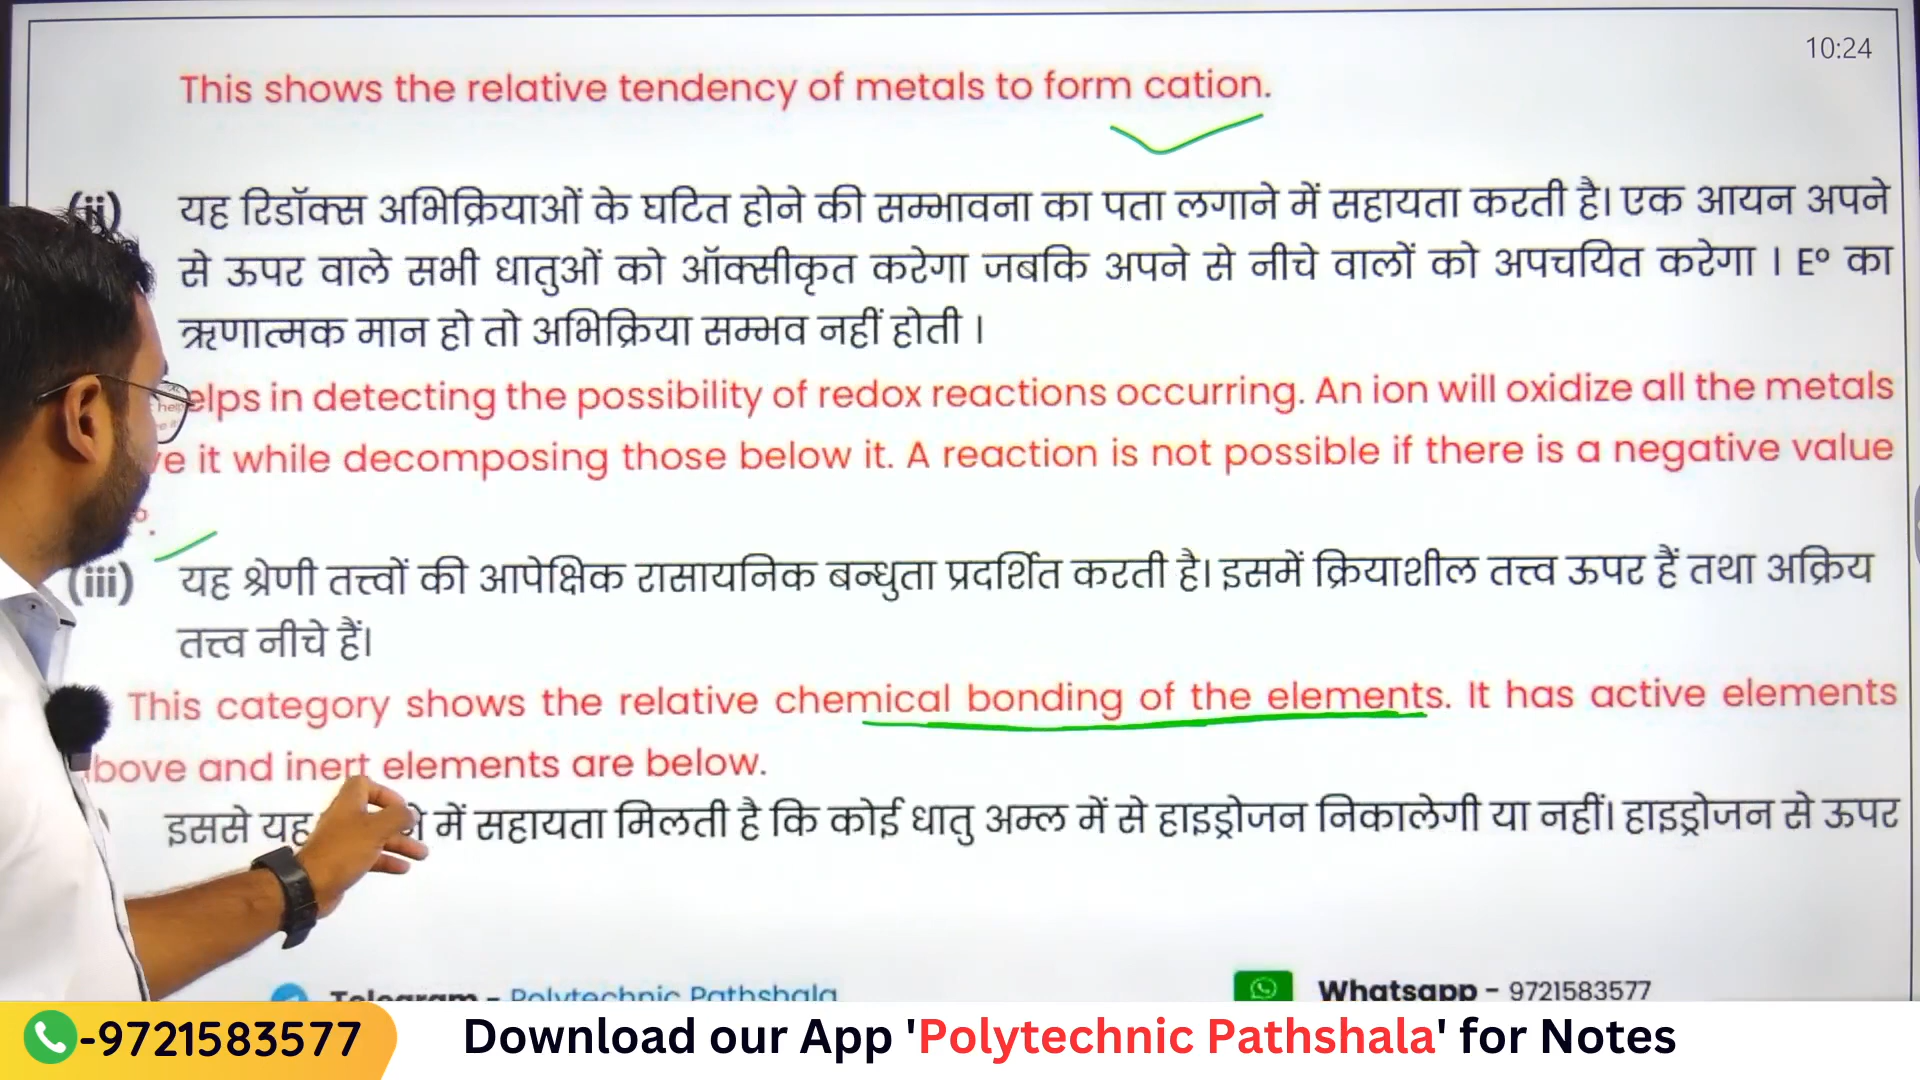 10:24
This shows the relative tendency of metals to form cation.
(ii) यह रिडॉक्स अभिक्रियाओं के घटित होने की सम्भावना का पता लगाने में सहायता करती है। एक आयन अपने
से ऊपर वाले सभी धातुओं को ऑक्सीकृत करेगा जबकि अपने से नीचे वालों को अपचयित करेगा । E° का
ऋणात्मक मान हो तो अभिक्रिया सम्भव नहीं होती ।
elps in detecting the possibility of redox reactions occurring. An ion will oxidize all the metals
ve it while decomposing those below it. A reaction is not possible if there is a negative value
°.
(iii) यह श्रेणी तत्त्वों की आपेक्षिक रासायनिक बन्धुता प्रदर्शित करती है। इसमें क्रियाशील तत्त्व ऊपर हैं तथा अक्रिय
तत्त्व नीचे हैं।
This category shows the relative chemical bonding of the elements. It has active elements
bove and inert elements are below.
इससे यह में सहायता मिलती है कि कोई धातु अम्ल में से हाइड्रोजन निकालेगी या नहीं। हाइड्रोजन से ऊपर
Telegram - Polytechnic Pathshala
Whatsapp - 9721583577
-9721583577
Download our App 'Polytechnic Pathshala' for Notes